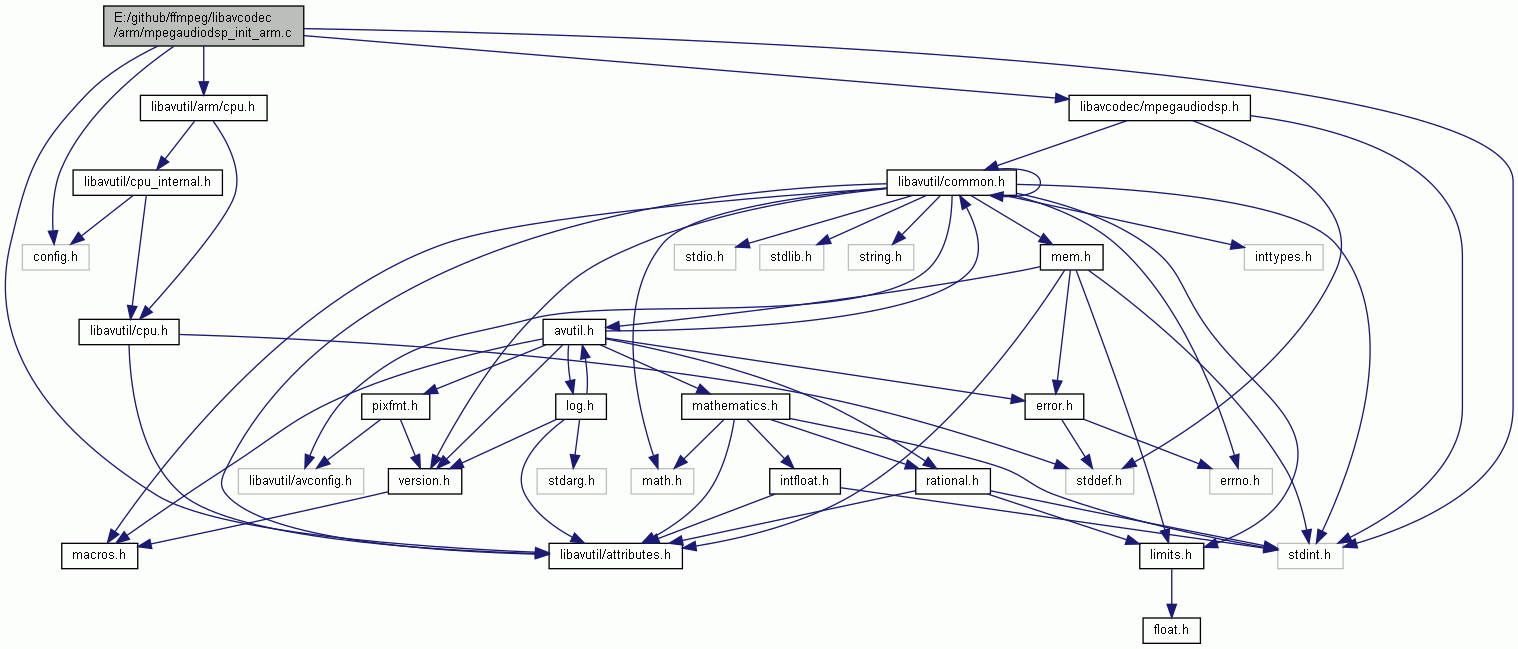 E:/github/ffmpeg/libavcodec
/arm/mpegaudiodsp_init_arm.c
libavutil/arm/cpu.h
libavcodec/mpegaudiodsp.h
libavutil/cpu_internal.h
libavutil/common.h
config.h
stdio.h
stdlib.h
string.h
mem.h
inttypes.h
libavutil/cpu.h
avutil.h
pixfmt.h
log.h
mathematics.h
error.h
libavutil/avconfig.h
version.h
stdarg.h
math.h
intfloat.h
rational.h
stddef.h
errno.h
macros.h
libavutil/attributes.h
limits.h
stdint.h
float.h